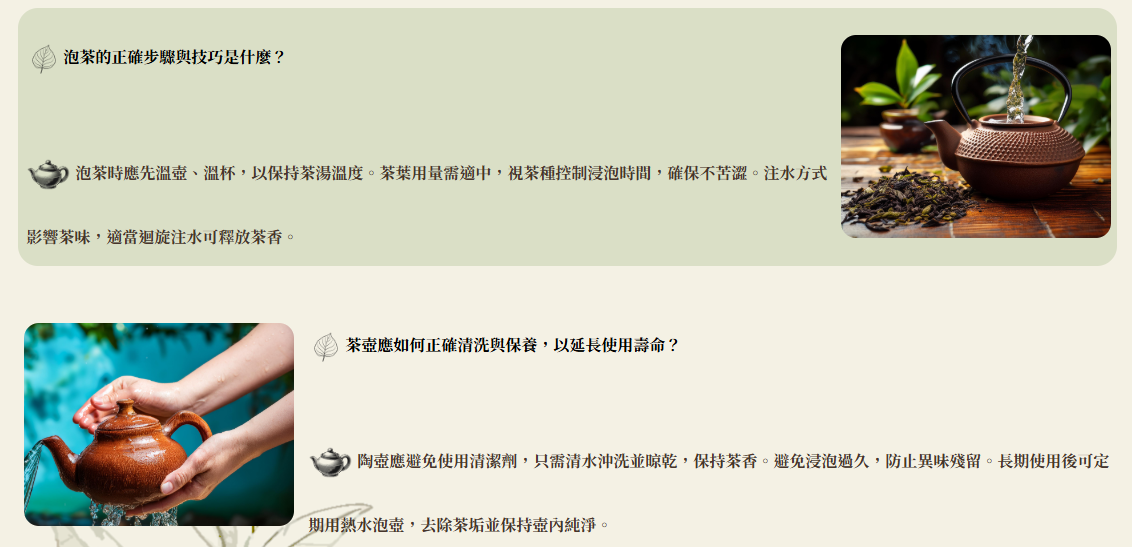 泡茶的正確步驟與技巧是什麼？
泡茶時應先溫壺、溫杯，以保持茶湯溫度。茶葉用量需適中，視茶種控制浸泡時間，確保不苦澀。注水方式
影響茶味，適當迴旋注水可釋放茶香。
茶壺應如何正確清洗與保養，以延長使用壽命？
陶壺應避免使用清潔劑，只需清水沖洗並晾乾，保持茶香。避免浸泡過久，防止異味殘留。長期使用後可定
期用熱水泡壺，去除茶垢並保持壺內純淨。